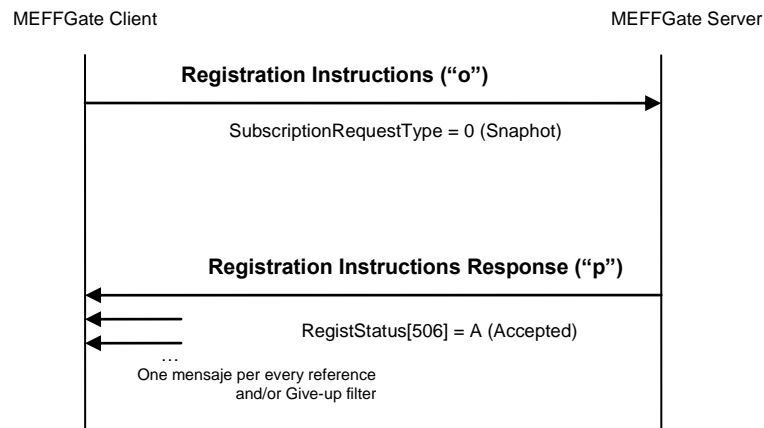 MEFFGate Client
MEFFGate Server
Registration Instructions (“o”)
SubscriptionRequestType = 0 (Snaphot)
Registration Instructions Response (“p”)
RegistStatus[506] = A (Accepted)
…
One mensaje per every reference
and/or Give-up filter